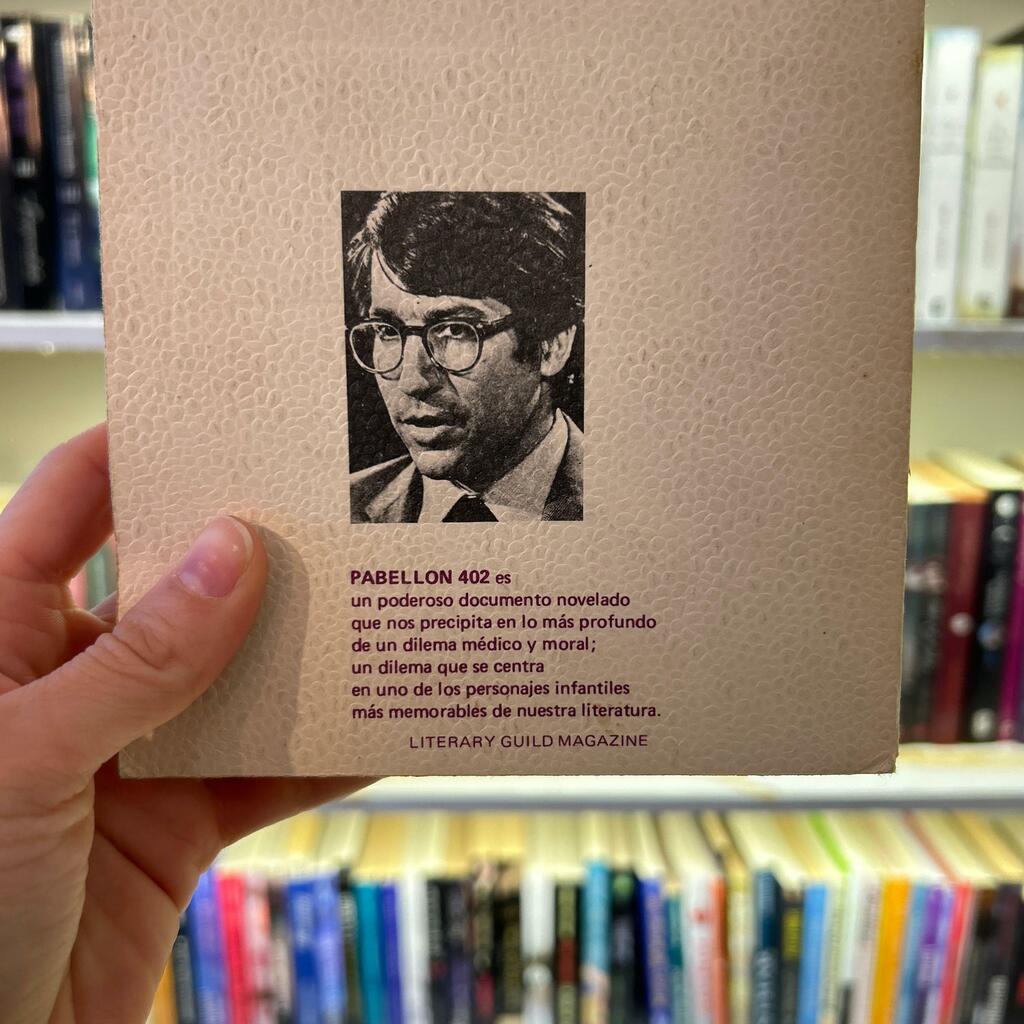 PABELLON 402 es
un poderoso documento novelado
que nos precipita en lo más profundo
de un dilema médico y moral;
un dilema que se centra
en uno de los personajes infantiles
más memorables de nuestra literatura.
LITERARY GUILD MAGAZINE